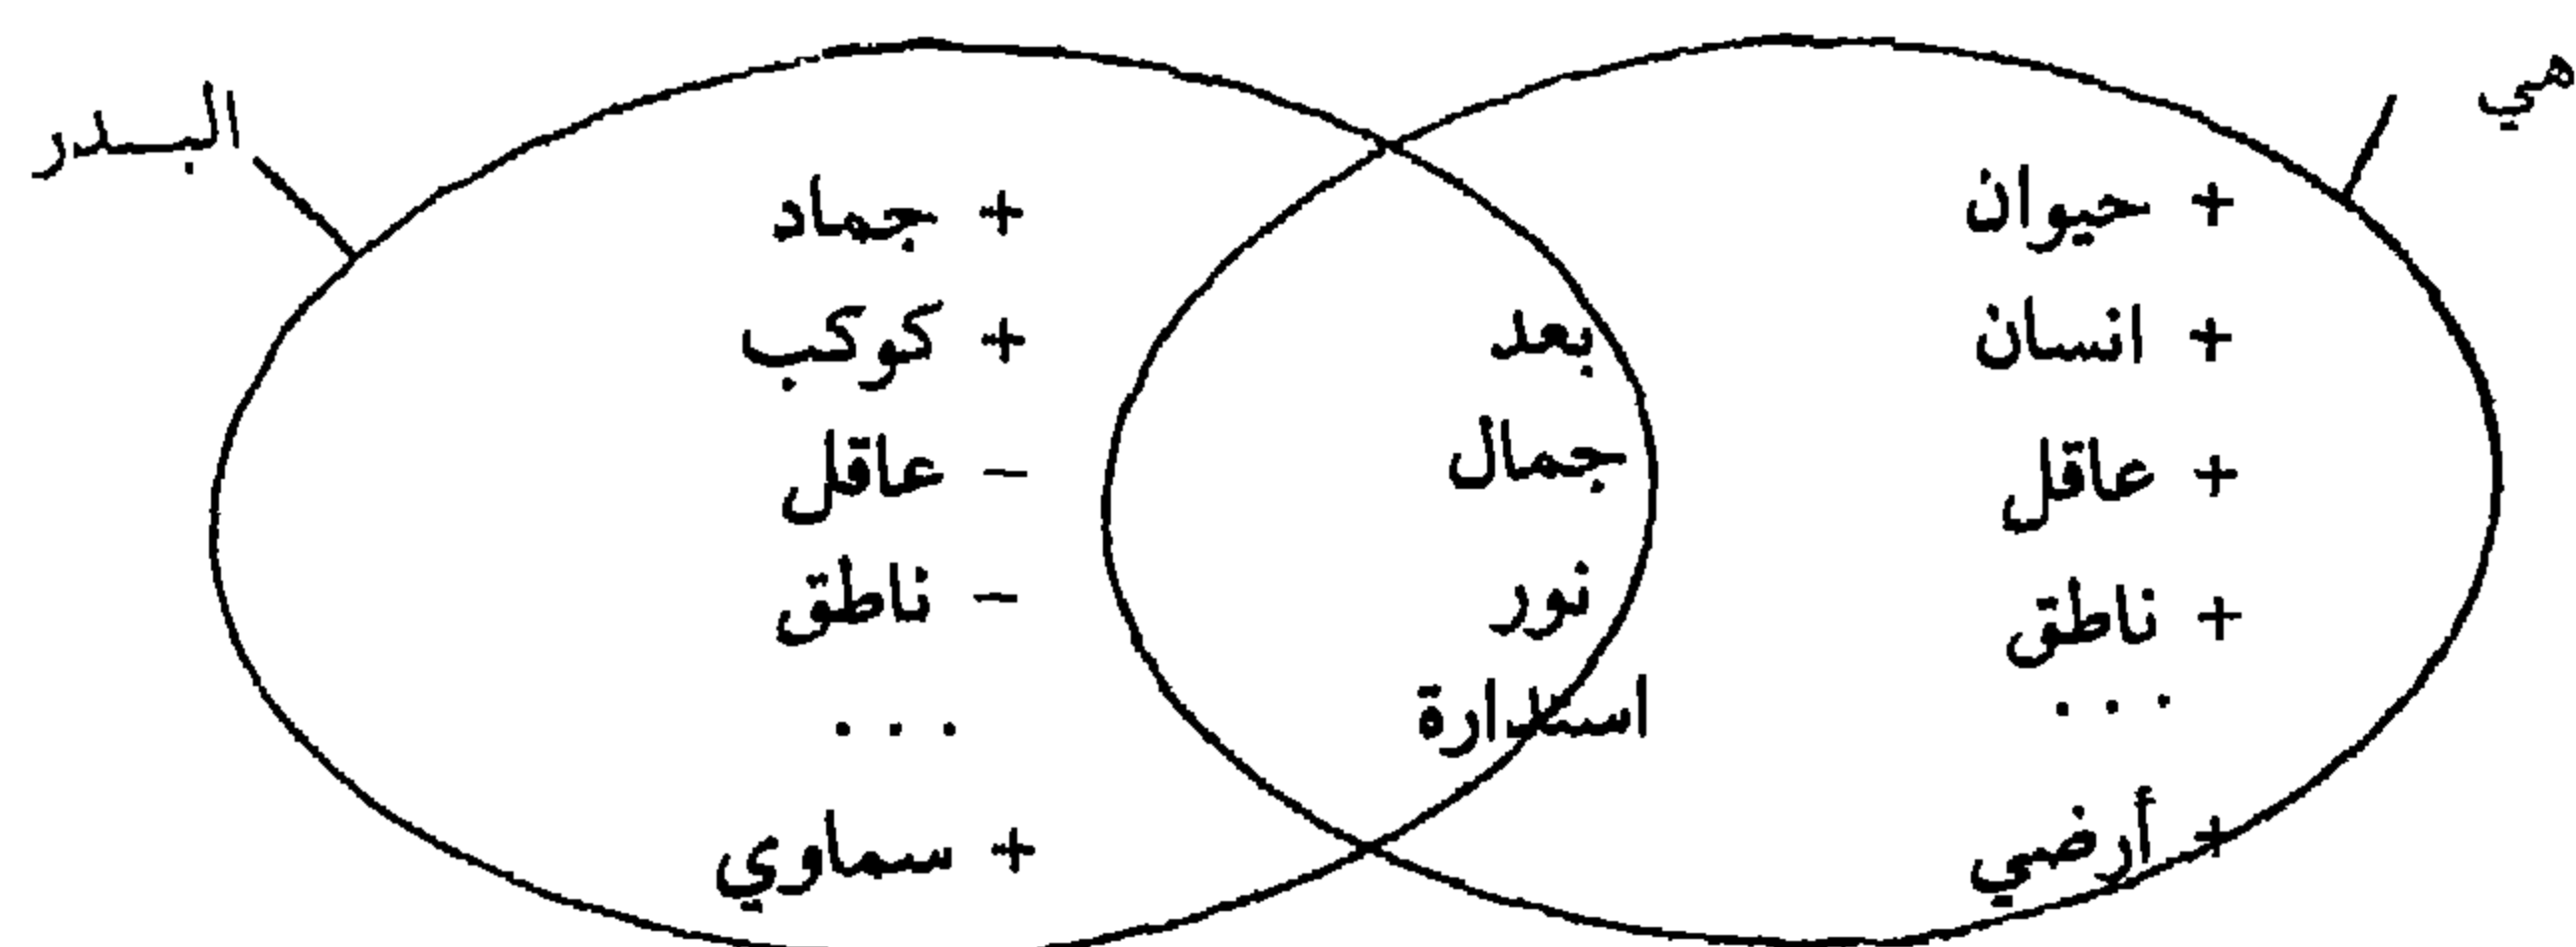 هي
+ حيوان
+ انسان
+ عاقل
+ ناطق
...
+ أرضي
بعد
جمال
نور
استدارة
البدر
+ جماد
+ كوكب
- عاقل
- ناطق
...
+ سماوي